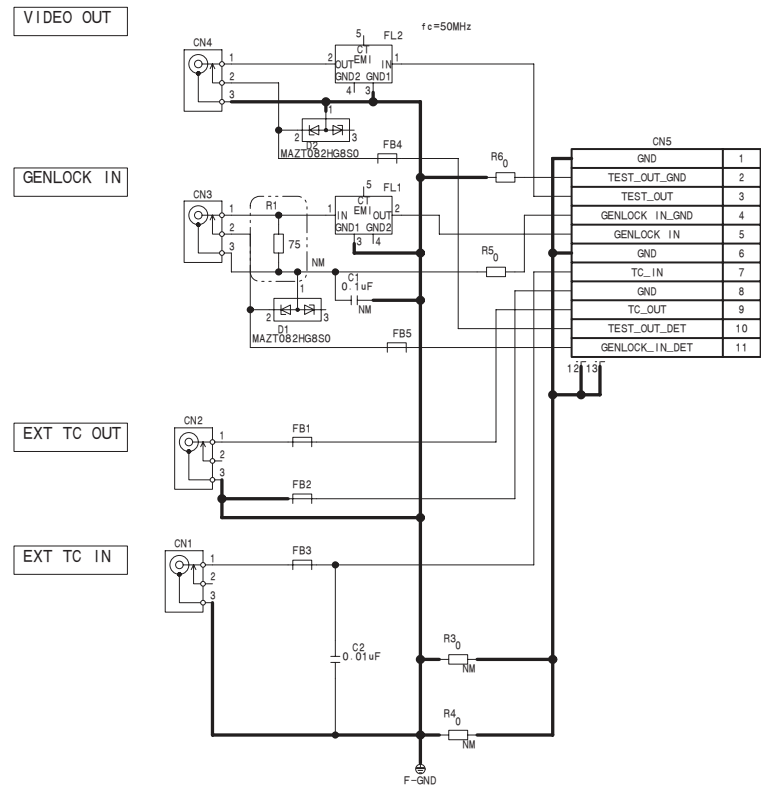 VIDEO OUT
fc=50MHz
CN4
1
2
3
5
FL2
CT
EMI
2
OUT
IN
1
GND2
GND1
4
3
1
2
3
D2
MAZT082HG8S0
FB4
R6
0
CN5
GND
1
TEST_OUT_GND
2
TEST_OUT
3
GENLOCK IN_GND
4
GENLOCK IN
5
GND
6
TC_IN
7
GND
8
TC_OUT
9
TEST_OUT_DET
10
GENLOCK_IN_DET
11
12
13
GENLOCK IN
CN3
1
2
3
R1
75
NM
5
FL1
CT
EMI
1
IN
OUT
2
GND1
GND2
3
4
R5
0
C1
0.1uF
NM
1
2
3
D1
MAZT082HG8S0
FB5
EXT TC OUT
CN2
1
2
3
FB1
FB2
EXT TC IN
CN1
1
2
3
FB3
C2
0.01uF
R3
0
NM
R4
0
NM
F-GND